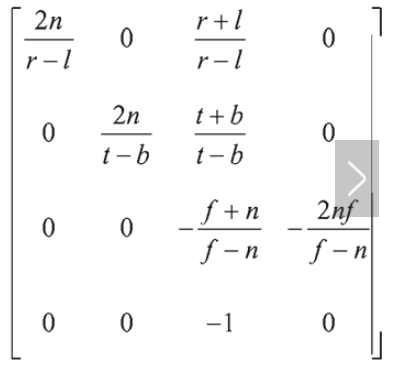 2n/(r−l) 0 (r+l)/(r−l) 0
0 2n/(t−b) (t+b)/(t−b) 0
0 0 −(f+n)/(f−n) −2nf/(f−n)
0 0 −1 0